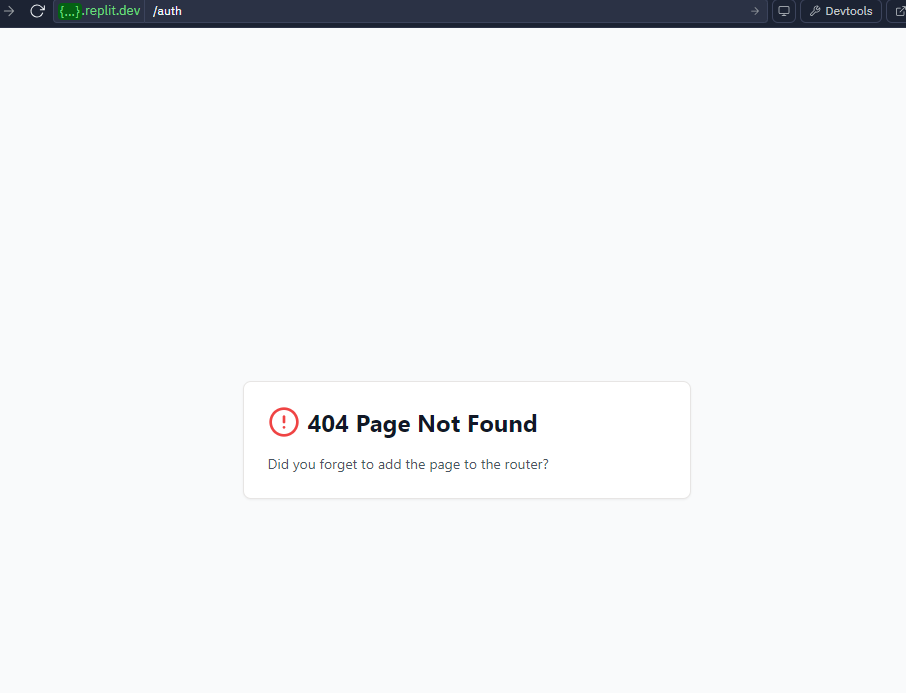 {...}.replit.dev /auth Devtools
404 Page Not Found
Did you forget to add the page to the router?